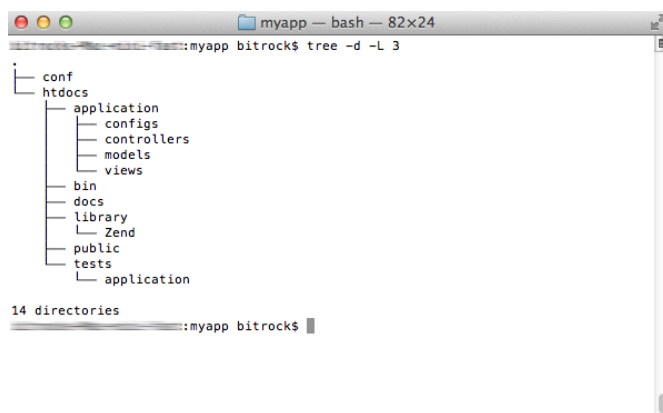 myapp — bash — 82×24
:myapp bitrock$ tree -d -L 3
.
├── conf
└── htdocs
    ├── application
    │   ├── configs
    │   ├── controllers
    │   ├── models
    │   └── views
    ├── bin
    ├── docs
    ├── library
    │   └── Zend
    ├── public
    └── tests
        └── application
14 directories
:myapp bitrock$